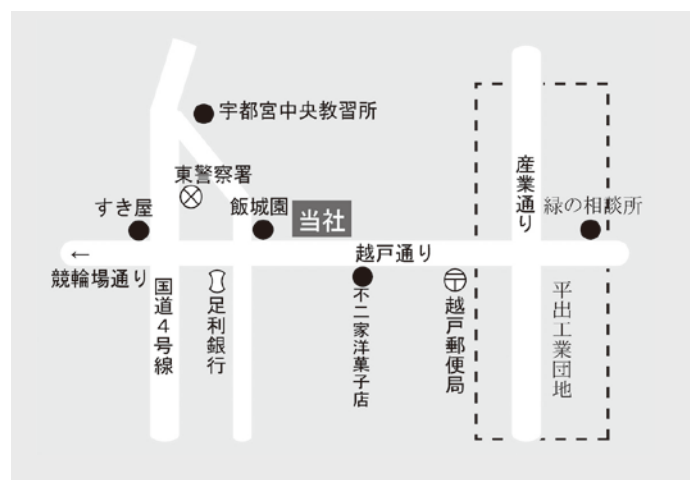 宇都宮中央教習所
東警察署
すき屋
飯城園
当社
産業通り
緑の相談所
←
競輪場通り
越戸通り
国道4号線
足利銀行
不二家洋菓子店
〒
越戸郵便局
平出工業団地